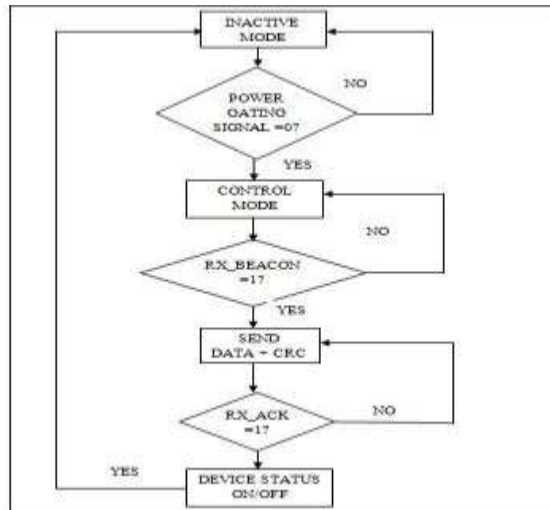 INACTIVE
MODE
NO
POWER
GATING
SIGNAL =0?
YES
CONTROL
MODE
NO
RX_BEACON
=1?
YES
SEND
DATA + CRC
RX_ACK
=1?
NO
YES
DEVICE STATUS
ON/OFF